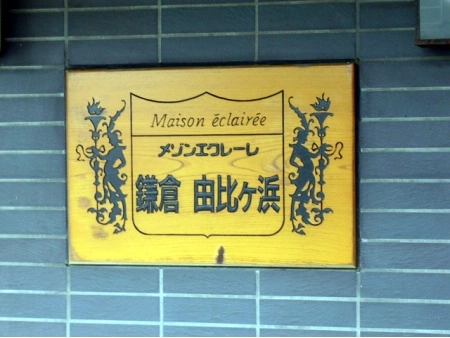 Maison éclairée
メゾンエクレーレ
鎌倉 由比ヶ浜